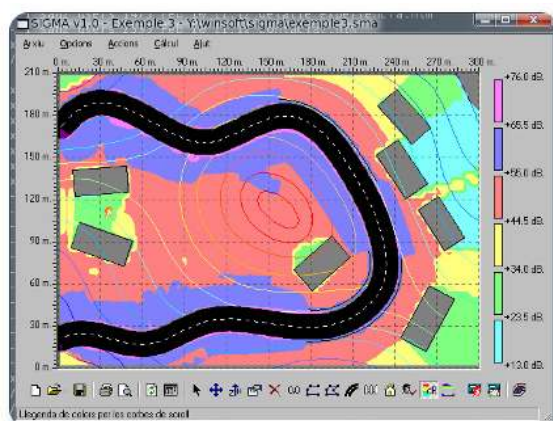 SIGMA v1.0 - Exemple 3 - Y:\winsoft\sigma\exemple3.sma
Arxiu Opcions Accions Càlcul Ajut
0 m. 30 m. 60 m. 90 m. 120 m. 150 m. 180 m. 210 m. 240 m. 270 m. 300 m.
210 m.
180 m.
150 m.
120 m.
90 m.
60 m.
30 m.
0 m.
+76.0 dB
+65.5 dB
+55.0 dB
+44.5 dB
+34.0 dB
+23.5 dB
+13.0 dB
Llegenda de colors per les corbes de soroll